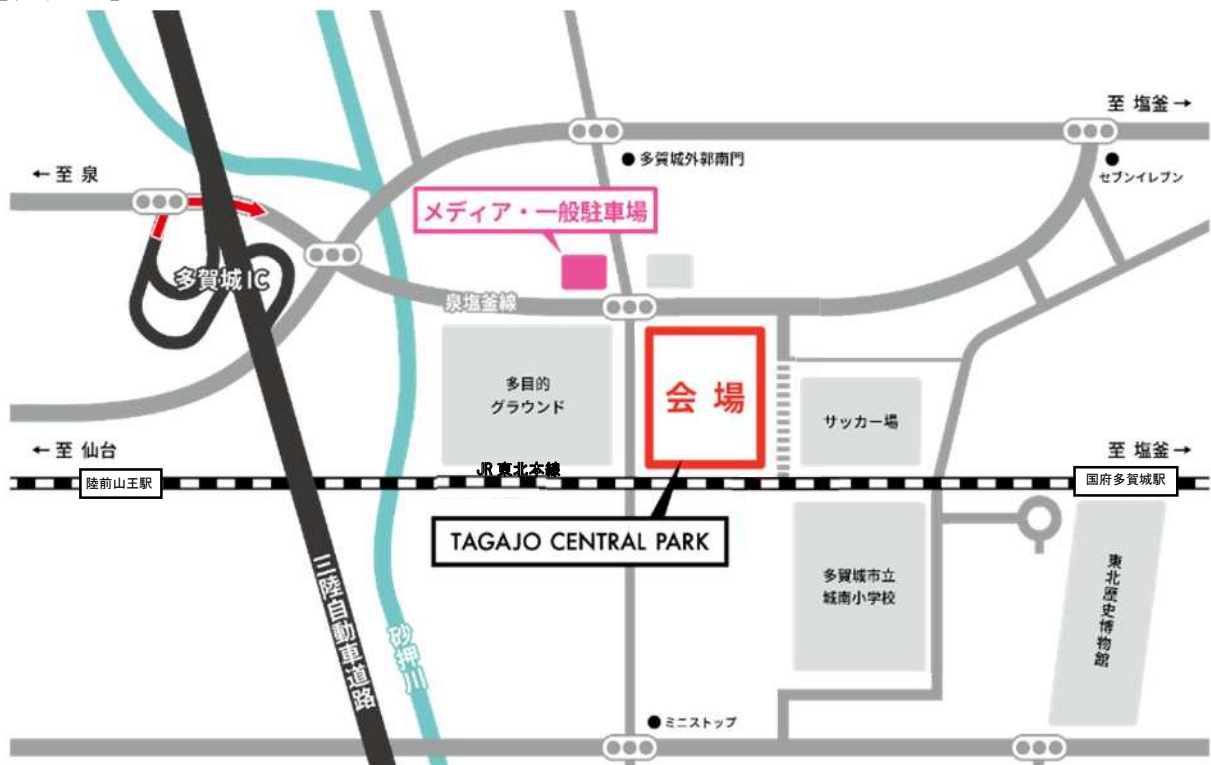 至 塩釜→
多賀城外郭南門
セブンイレブン
←至 泉
メディア・一般駐車場
多賀城IC
泉塩釜線
多目的
グラウンド
会 場
サッカー場
←至 仙台
JR東北本線
至 塩釜→
陸前山王駅
国府多賀城駅
TAGAJO CENTRAL PARK
多賀城市立
城南小学校
東北歴史博物館
三陸自動車道路
砂押川
ミニストップ